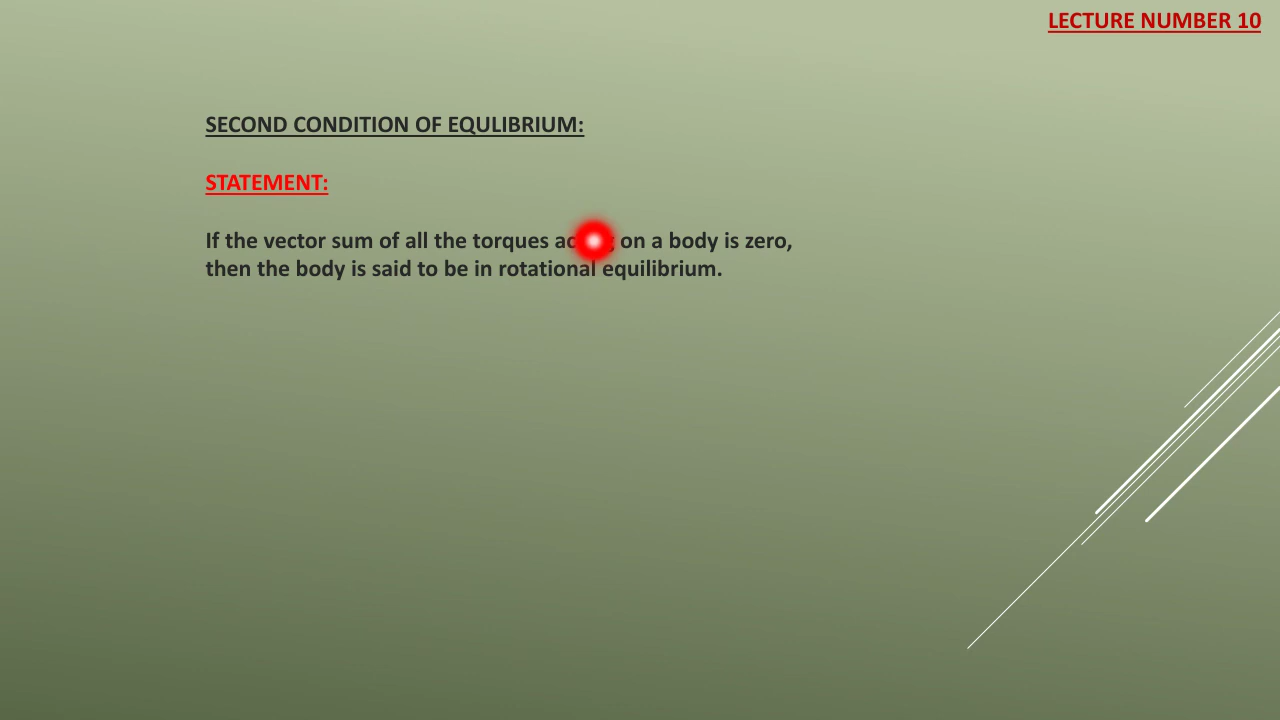 LECTURE NUMBER 10
SECOND CONDITION OF EQULIBRIUM:
STATEMENT:
If the vector sum of all the torques on a body is zero,
then the body is said to be in rotational equilibrium.